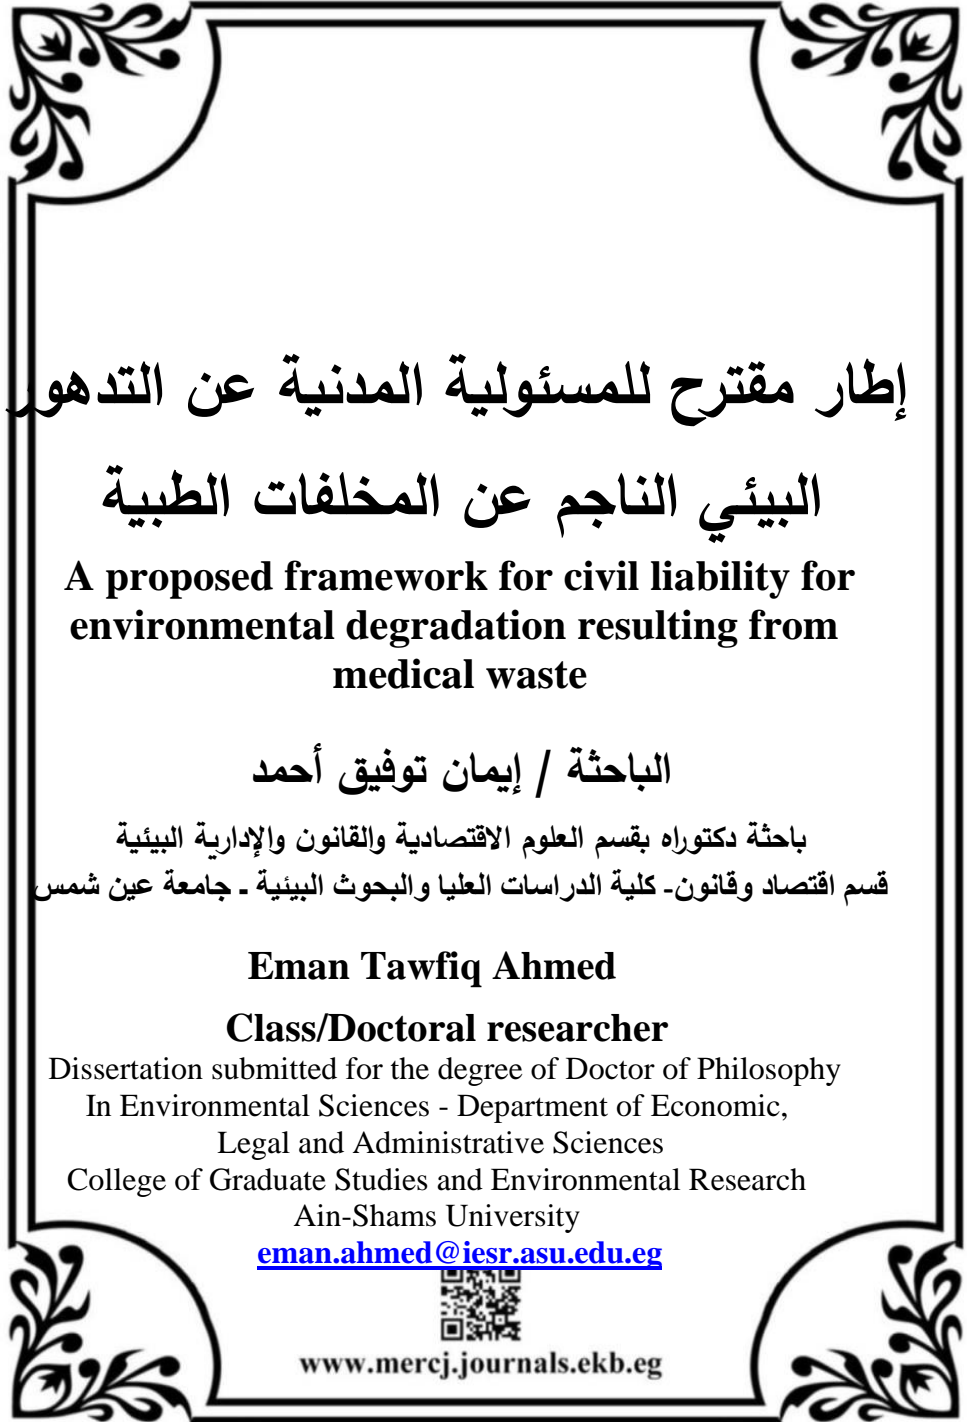 إطار مقترح للمسئولية المدنية عن التدهور
البيئي الناجم عن المخلفات الطبية
A proposed framework for civil liability for
environmental degradation resulting from
medical waste
الباحثة / إيمان توفيق أحمد
باحثة دكتوراه بقسم العلوم الاقتصادية والقانون والإدارية البيئية
قسم اقتصاد وقانون- كلية الدراسات العليا والبحوث البيئية ـ جامعة عين شمس
Eman Tawfiq Ahmed
Class/Doctoral researcher
Dissertation submitted for the degree of Doctor of Philosophy
In Environmental Sciences - Department of Economic,
Legal and Administrative Sciences
College of Graduate Studies and Environmental Research
Ain-Shams University
eman.ahmed@iesr.asu.edu.eg
www.mercj.journals.ekb.eg